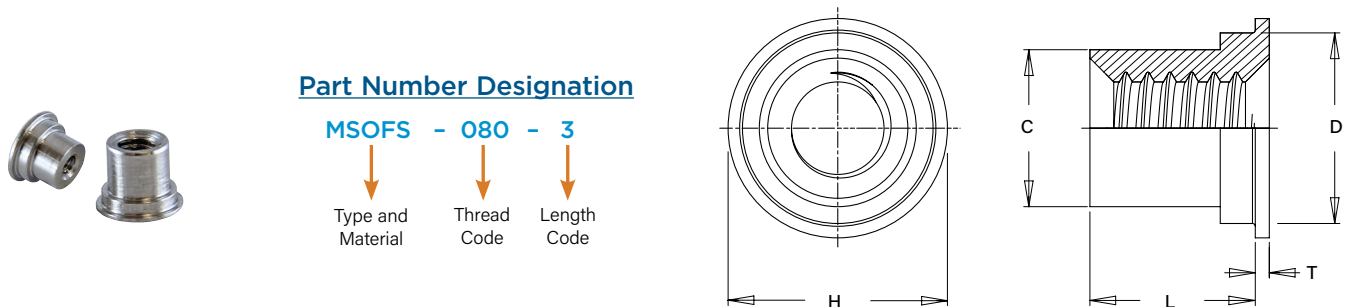 Part Number Designation
MSOFS – 080 – 3
Type and Material
Thread Code
Length Code
C
D
H
L
T